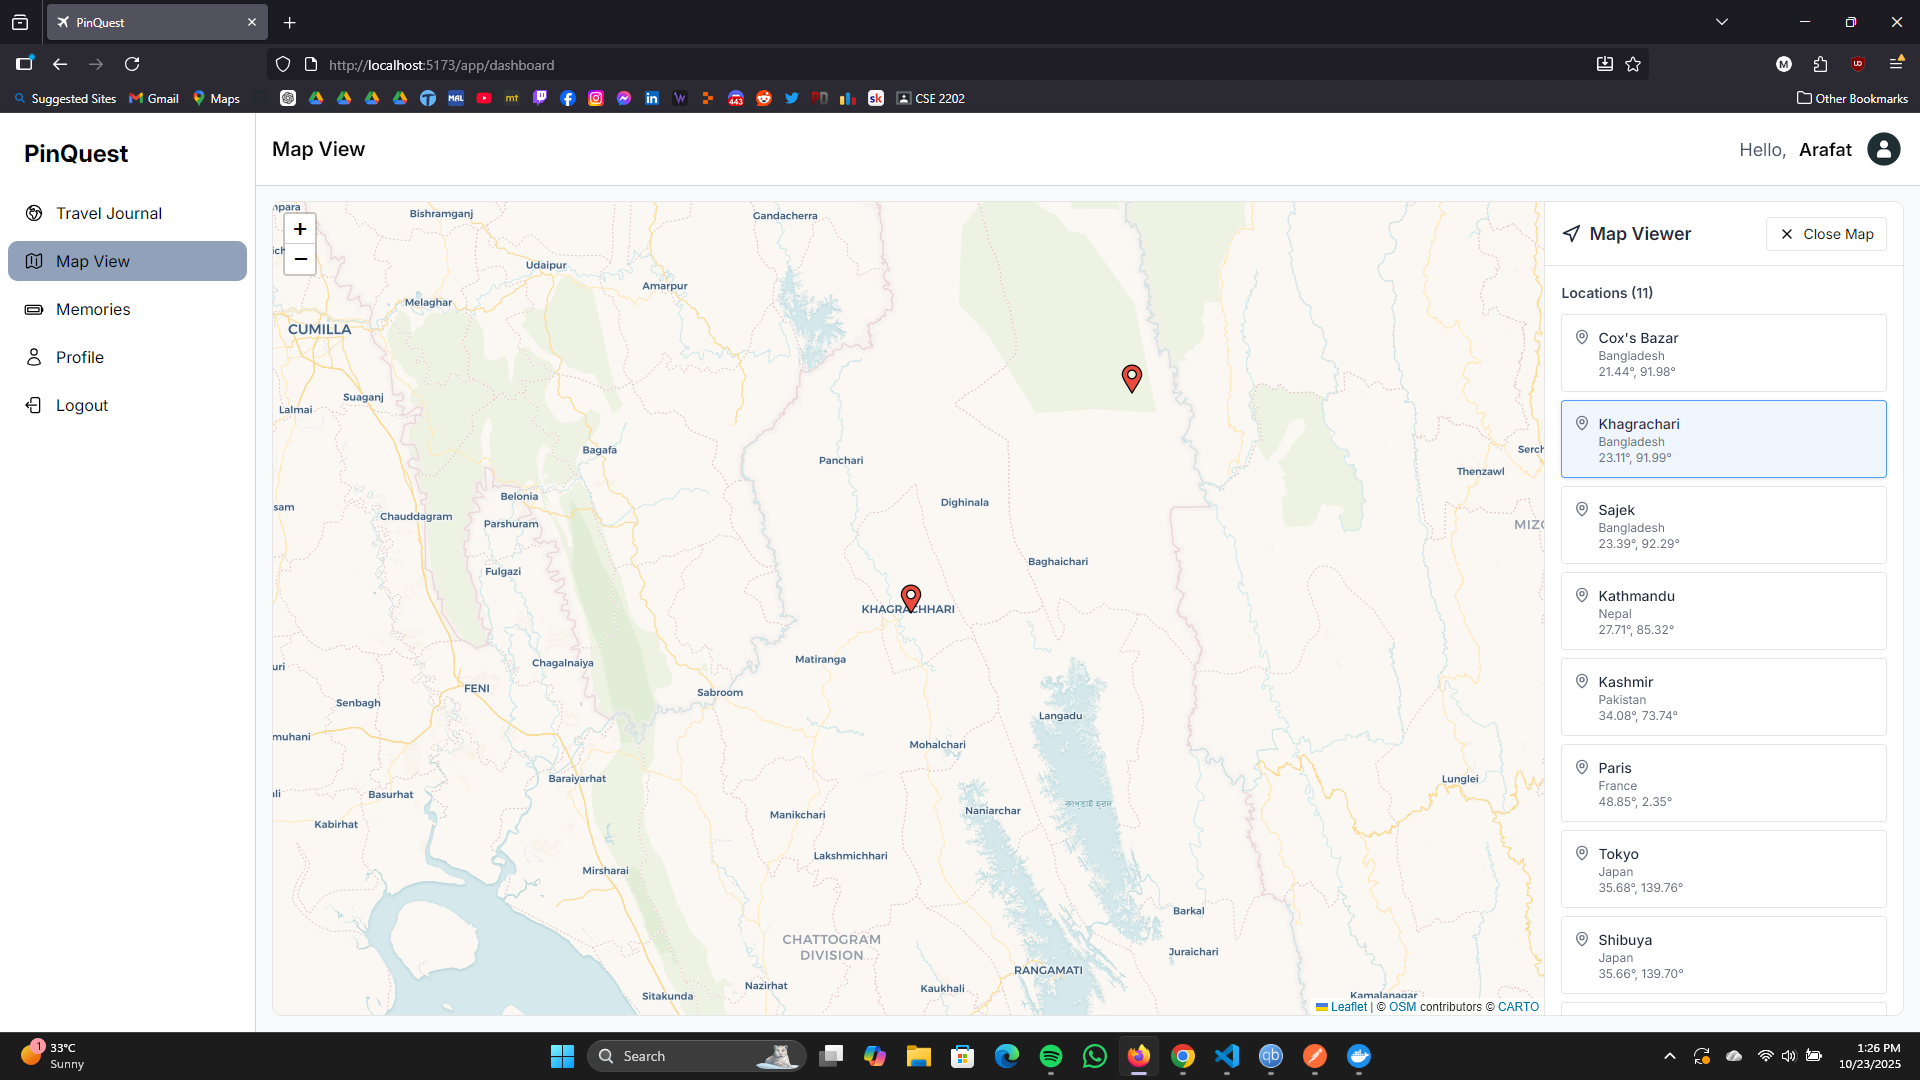 PinQuest
http://localhost:5173/app/dashboard
Suggested Sites
Gmail
Maps
CSE 2202
Other Bookmarks
PinQuest
Travel Journal
Map View
Memories
Profile
Logout
Map View
Hello, Arafat
+
−
Bishramganj
Gandacherra
Udaipur
Amarpur
Melaghar
CUMILLA
Suaganj
Lalmai
Bagafa
Panchari
Serch
Thenzawl
Belonia
Dighinala
sam
Chauddagram
Parshuram
MIZO
Baghaichari
Fulgazi
KHAGRACHHARI
Matiranga
Chagalnaiya
uri
FENI
Sabroom
Senbagh
Langadu
muhani
Mohalchari
Baraiyarhat
Lunglei
Basurhat
কাপ্তাই হ্রদ
Naniarchar
Manikchari
Kabirhat
Lakshmichhari
Mirsharai
Barkal
CHATTOGRAM
DIVISION
Juraichari
RANGAMATI
Nazirhat
Kaukhali
Sitakunda
Kamalanagar
Leaflet | © OSM contributors © CARTO
Map Viewer
Close Map
Locations (11)
Cox's Bazar
Bangladesh
21.44°, 91.98°
Khagrachari
Bangladesh
23.11°, 91.99°
Sajek
Bangladesh
23.39°, 92.29°
Kathmandu
Nepal
27.71°, 85.32°
Kashmir
Pakistan
34.08°, 73.74°
Paris
France
48.85°, 2.35°
Tokyo
Japan
35.68°, 139.76°
Shibuya
Japan
35.66°, 139.70°
1
33°C
Sunny
Search
1:26 PM
10/23/2025